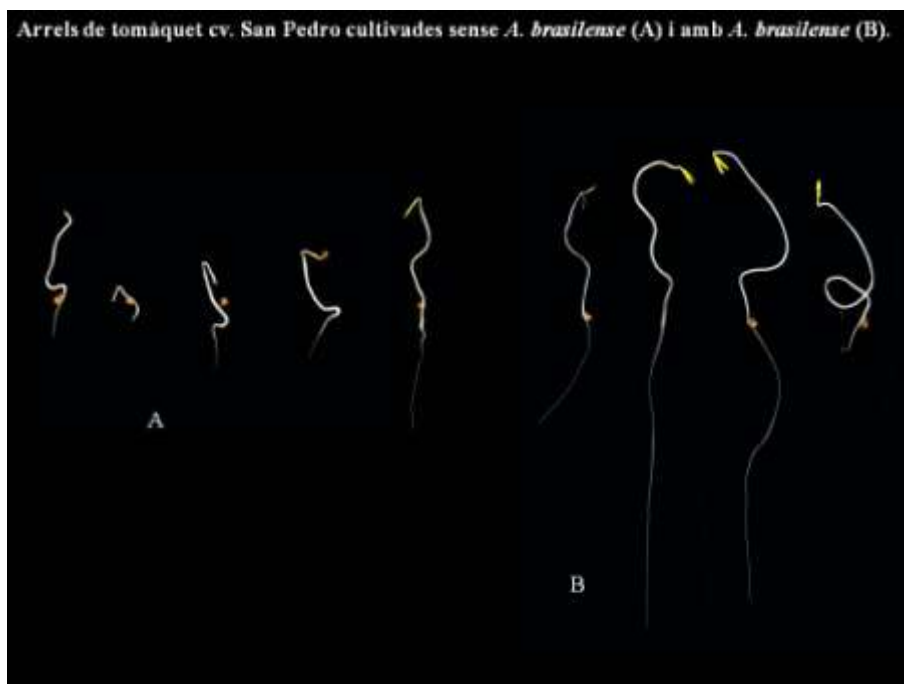 Arrels de tomàquet cv. San Pedro cultivades sense A. brasilense (A) i amb A. brasilense (B).
A
B